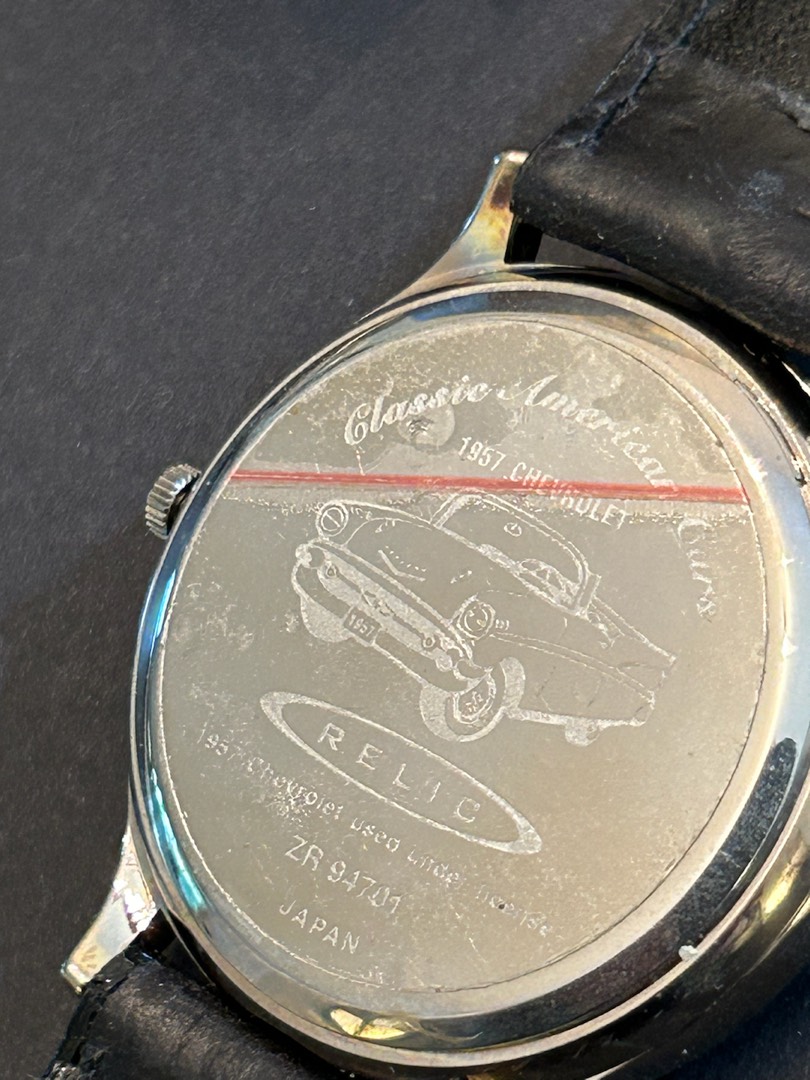 Classic American Cars
1957 CHEVROLET
1957
RELIC
1957 Chevrolet used under license
ZR 94701
JAPAN